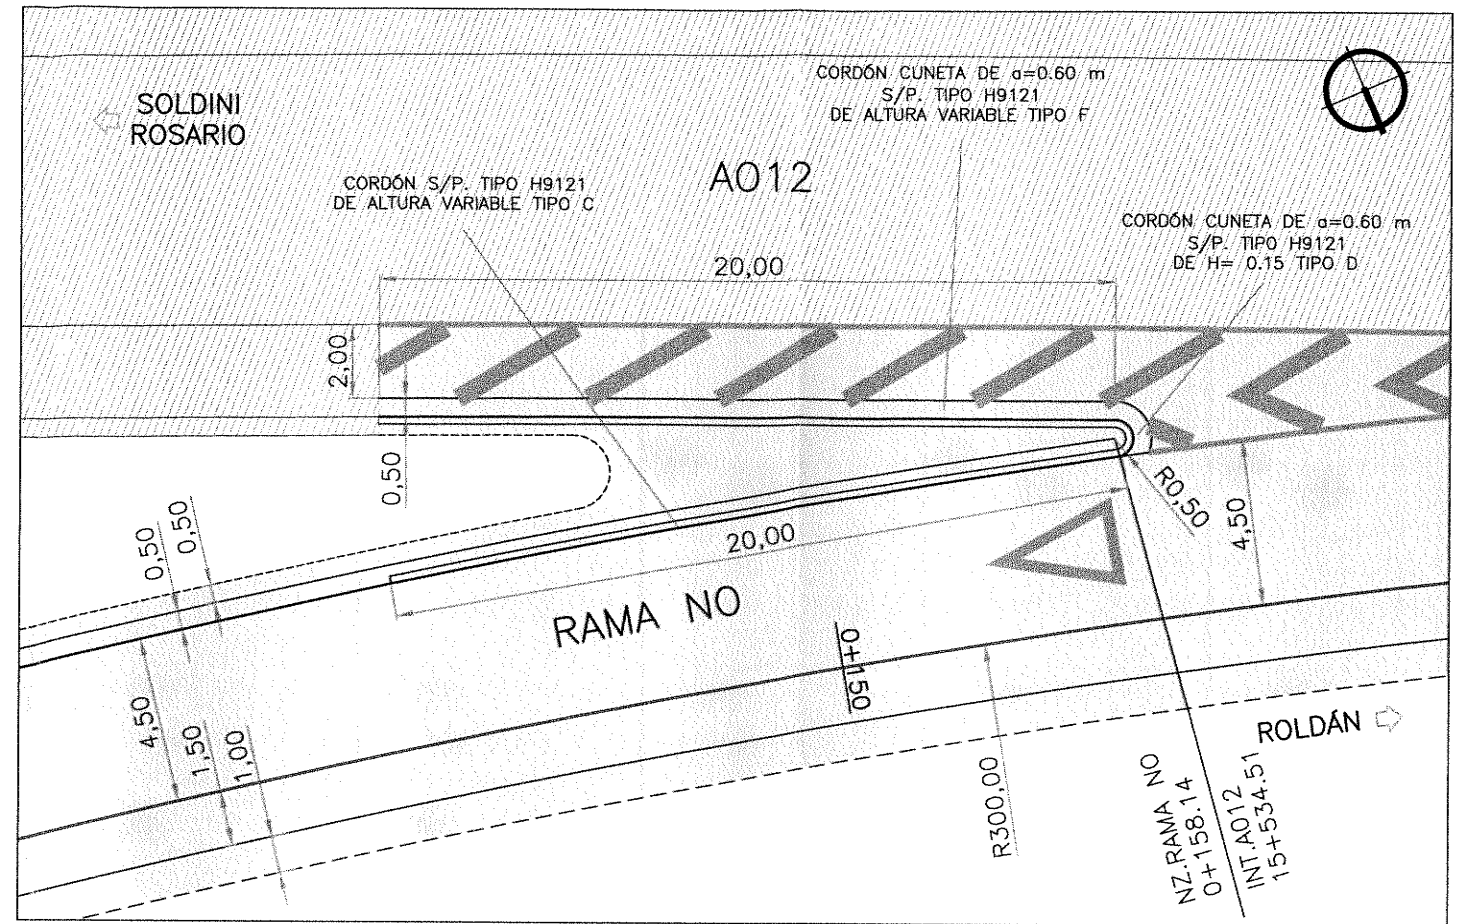 SOLDINI
ROSARIO
CORDÓN CUNETA DE a=0.60 m
S/P. TIPO H9121
DE ALTURA VARIABLE TIPO F
CORDÓN S/P. TIPO H9121
DE ALTURA VARIABLE TIPO C
AO12
CORDÓN CUNETA DE a=0.60 m
S/P. TIPO H9121
DE H= 0.15 TIPO D
20,00
2,00
0,50
0,50
0,50
R0,50
4,50
20,00
RAMA NO
0+150
4,50
1,50
1,00
R300,00
ROLDÁN
NZ.RAMA NO
0+158.14
INT.AO12
15+534.51